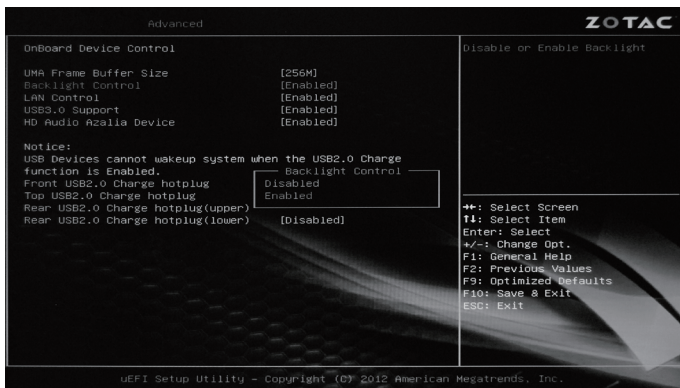 Advanced
ZOTAC
OnBoard Device Control
Disable or Enable Backlight
UMA Frame Buffer Size [256M]
Backlight Control [Enabled]
LAN Control [Enabled]
USB3.0 Support [Enabled]
HD Audio Azalia Device [Enabled]
Notice:
USB Devices cannot wakeup system when the USB2.0 Charge
function is Enabled.
Backlight Control
Front USB2.0 Charge hotplug
Disabled
Top USB2.0 Charge hotplug
Enabled
Rear USB2.0 Charge hotplug(upper)
Rear USB2.0 Charge hotplug(lower) [Disabled]
→←: Select Screen
↑↓: Select Item
Enter: Select
+/-: Change Opt.
F1: General Help
F2: Previous Values
F9: Optimized Defaults
F10: Save & Exit
ESC: Exit
uEFI Setup Utility - Copyright (C) 2012 American Megatrends, Inc.